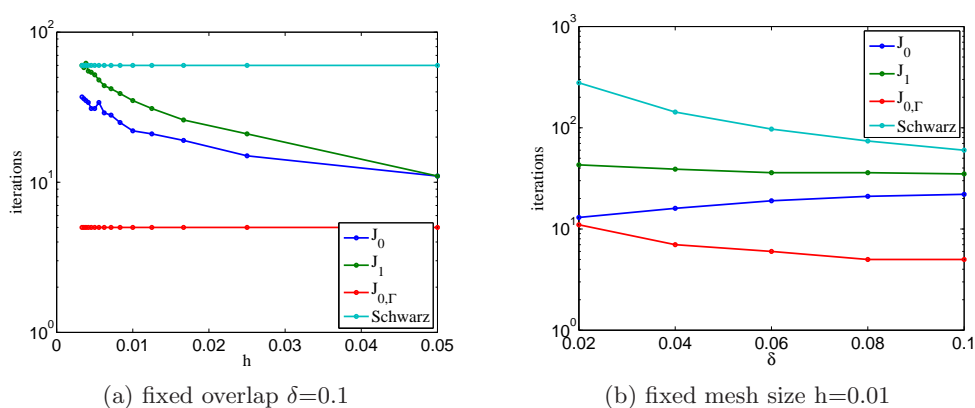 10^2
10^1
10^0
iterations
0.01
0.02
0.03
0.04
0.05
h
J_0
J_1
J_{0,Γ}
Schwarz
(a) fixed overlap δ=0.1
10^3
10^2
10^1
10^0
iterations
0.02
0.04
0.06
0.08
0.1
δ
J_0
J_1
J_{0,Γ}
Schwarz
(b) fixed mesh size h=0.01